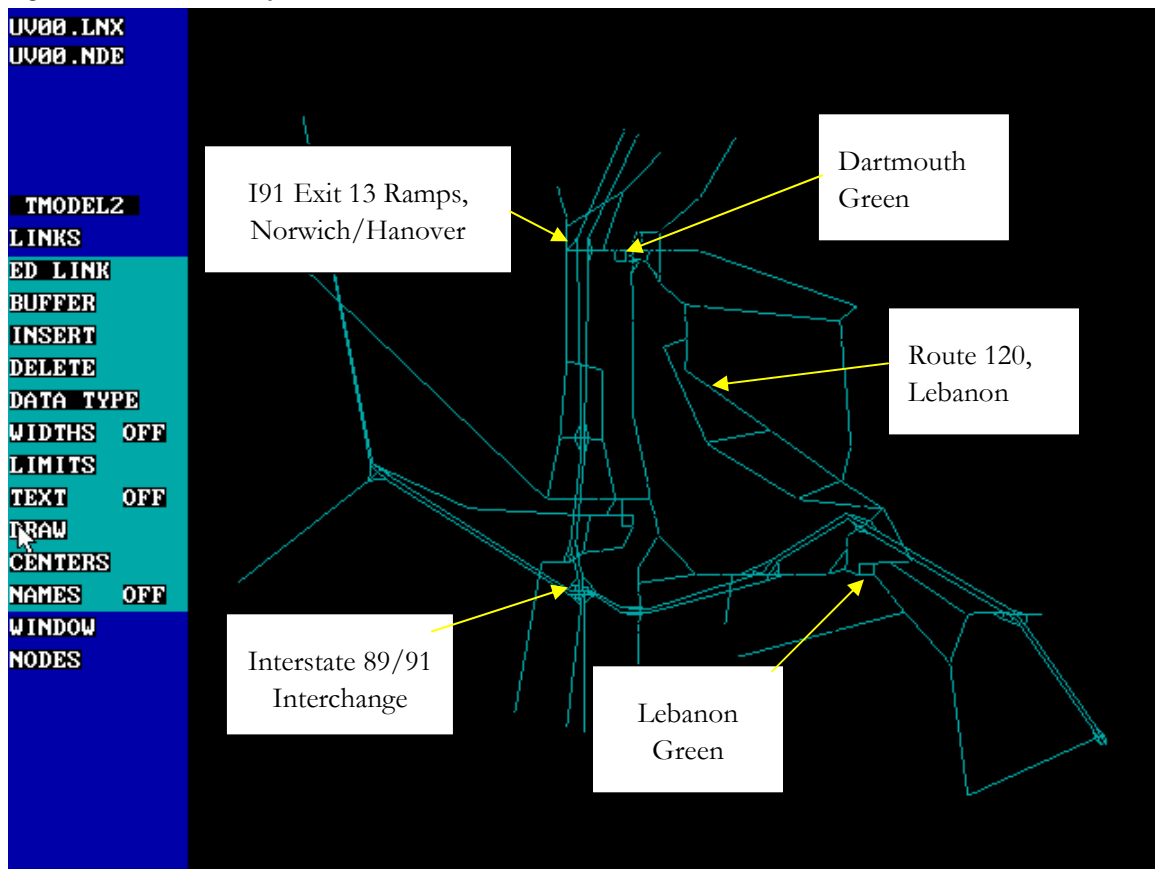 UV00.LNX
UV00.NDE
TMODEL2
LINKS
ED LINK
BUFFER
INSERT
DELETE
DATA TYPE
WIDTHS OFF
LIMITS
TEXT OFF
DRAW
CENTERS
NAMES OFF
WINDOW
NODES
I91 Exit 13 Ramps,
Norwich/Hanover
Dartmouth
Green
Route 120,
Lebanon
Interstate 89/91
Interchange
Lebanon
Green